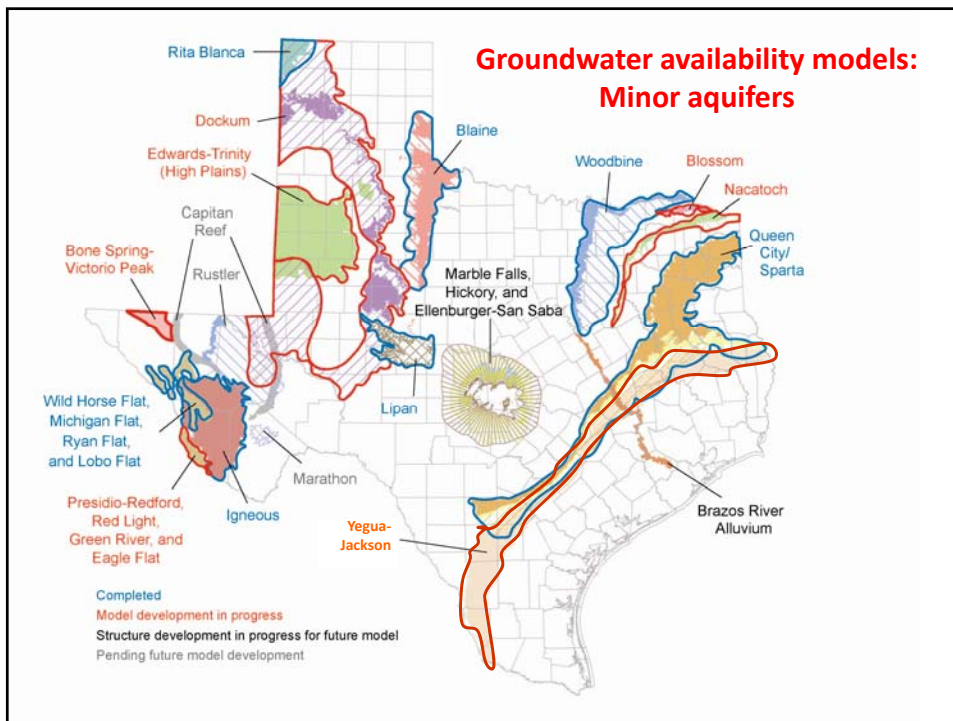 Groundwater availability models:
Minor aquifers
Rita Blanca
Dockum
Edwards-Trinity
(High Plains)
Capitan
Reef
Bone Spring-
Victorio Peak
Rustler
Blaine
Woodbine
Blossom
Nacatoch
Queen
City/
Sparta
Marble Falls,
Hickory, and
Ellenburger-San Saba
Wild Horse Flat,
Michigan Flat,
Ryan Flat,
and Lobo Flat
Lipan
Marathon
Presidio-Redford,
Red Light,
Green River, and
Eagle Flat
Igneous
Yegua-
Jackson
Brazos River
Alluvium
Completed
Model development in progress
Structure development in progress for future model
Pending future model development